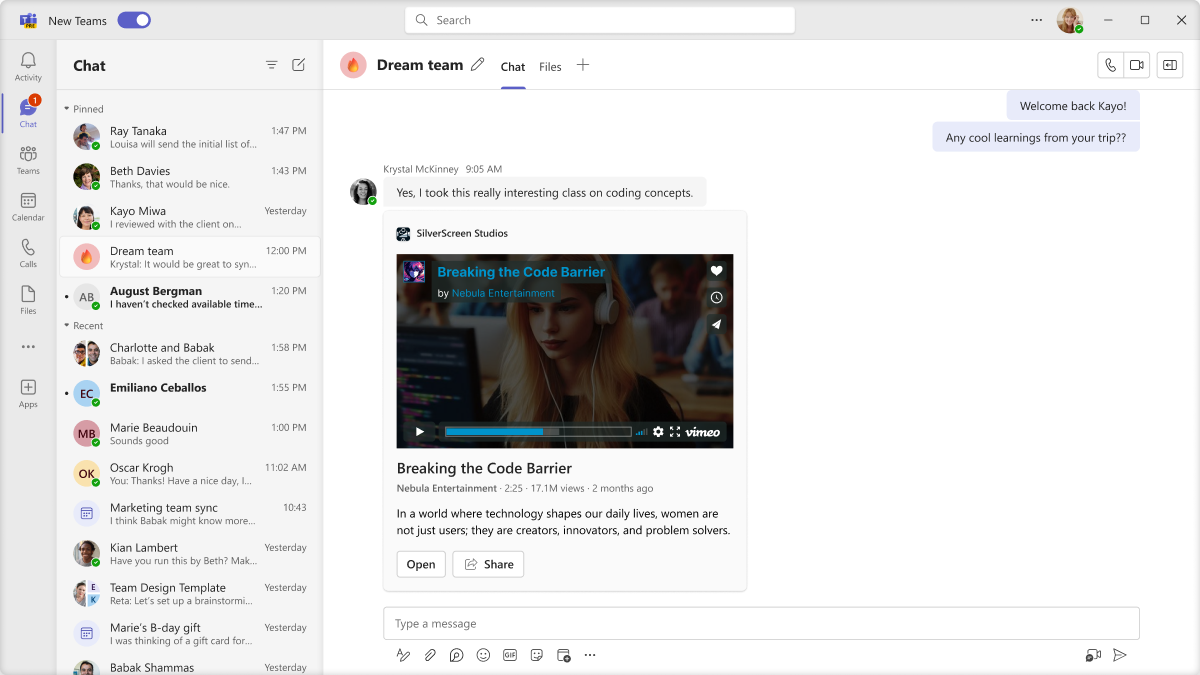 New Teams
Search
Activity
1
Chat
Teams
Calendar
Calls
Files
Apps
Chat
Pinned
Ray Tanaka 1:47 PM
Louisa will send the initial list of...
Beth Davies 1:43 PM
Thanks, that would be nice.
Kayo Miwa Yesterday
I reviewed with the client on...
Dream team 12:00 PM
Krystal: It would be great to syn...
AB
August Bergman 1:20 PM
I haven't checked available time...
Recent
Charlotte and Babak 1:58 PM
Babak: I asked the client to send...
EC
Emiliano Ceballos 1:55 PM
MB
Marie Beaudouin 1:00 PM
Sounds good
OK
Oscar Krogh 11:02 AM
You: Thanks! Have a nice day, I...
Marketing team sync 10:43
I think Babak might know more...
Kian Lambert Yesterday
Have you run this by Beth? Mak...
E
K
Team Design Template Yesterday
Reta: Let's set up a brainstormi...
Marie's B-day gift Yesterday
I was thinking of a gift card for...
Babak Shammas Yesterday
Dream team
Chat Files
Welcome back Kayo!
Any cool learnings from your trip??
Krystal McKinney 9:05 AM
Yes, I took this really interesting class on coding concepts.
SilverScreen Studios
Breaking the Code Barrier
by Nebula Entertainment
vimeo
Breaking the Code Barrier
Nebula Entertainment · 2:25 · 17.1M views · 2 months ago
In a world where technology shapes our daily lives, women are
not just users; they are creators, innovators, and problem solvers.
Open
Share
Type a message
GIF